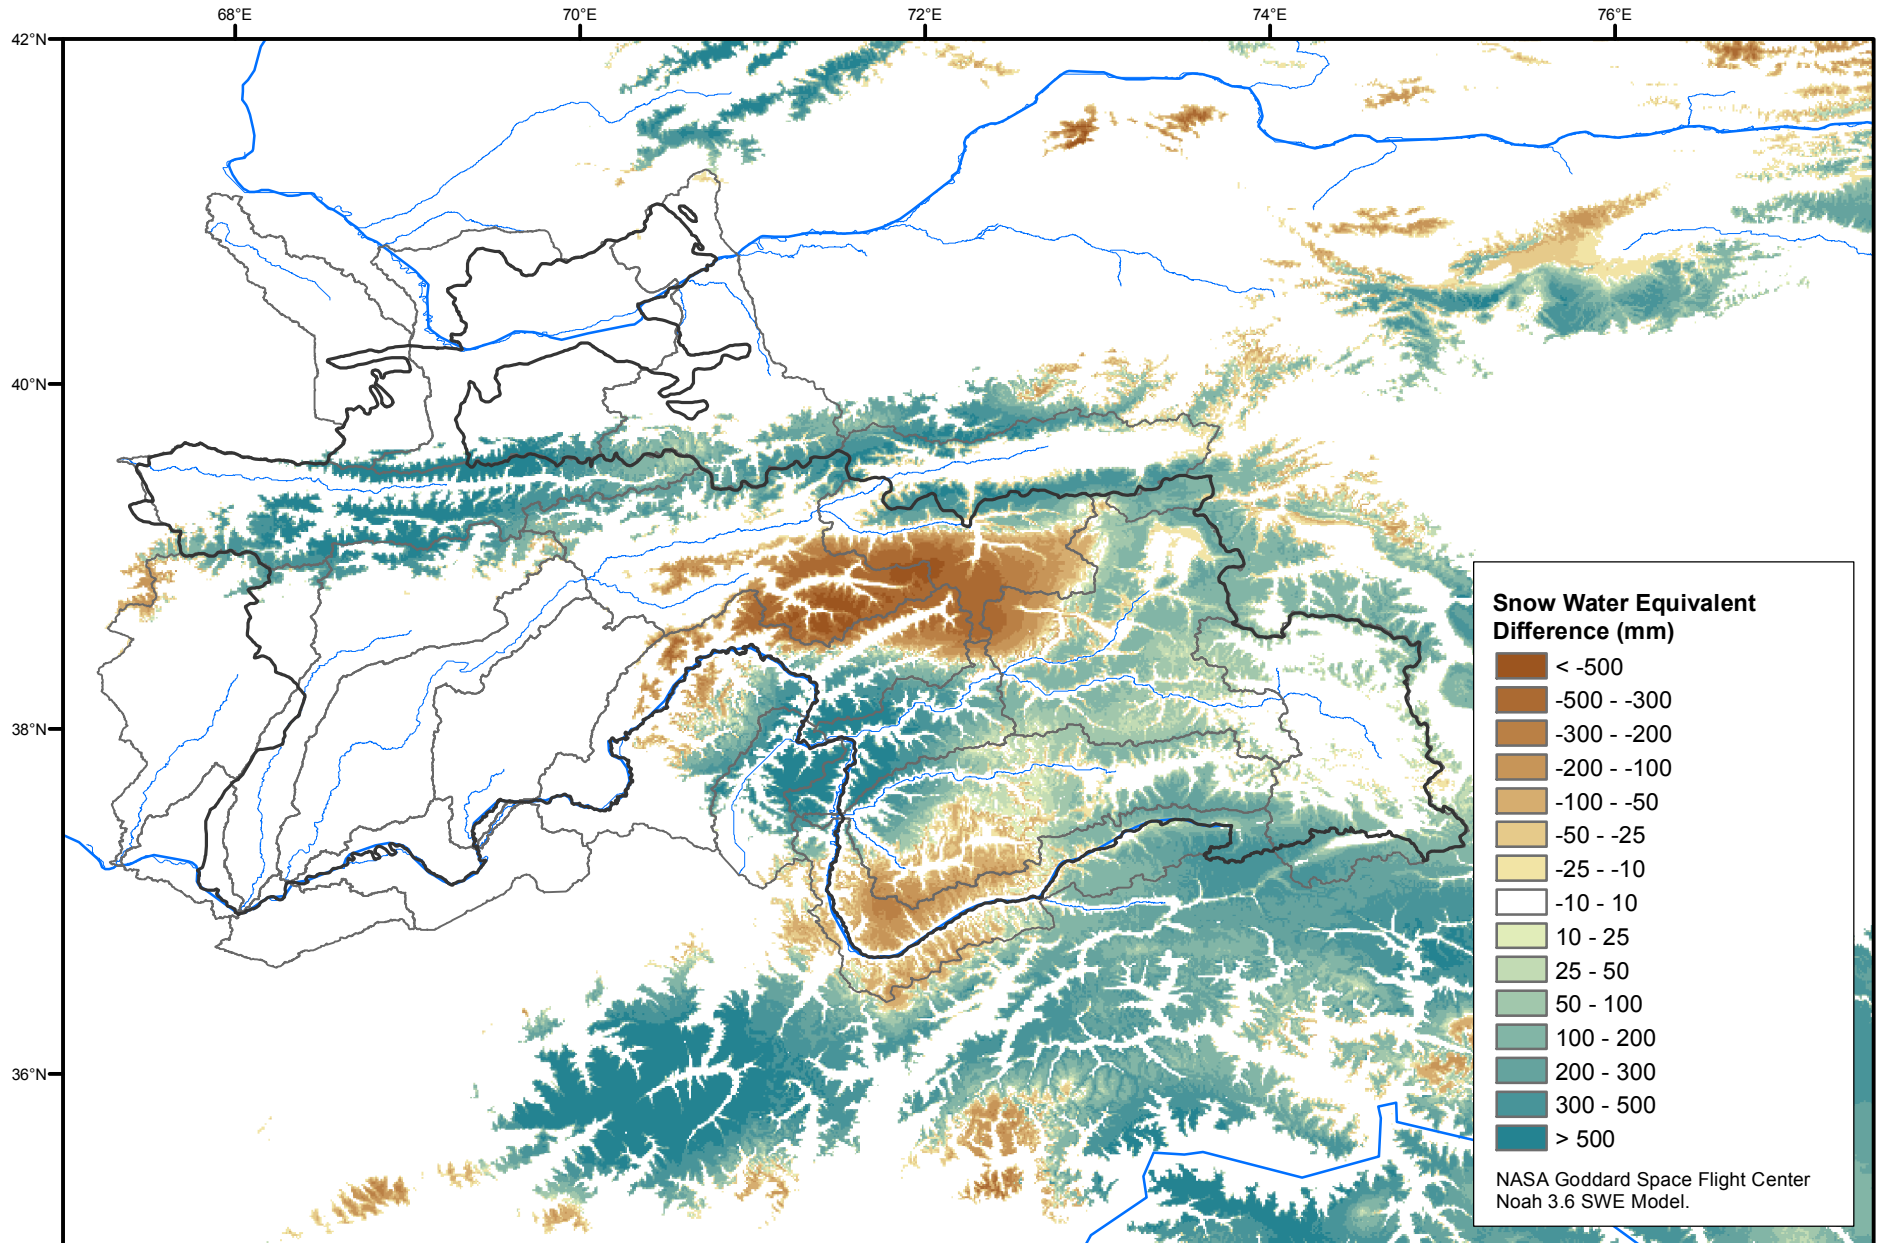 68°E
70°E
72°E
74°E
76°E
42°N
40°N
38°N
36°N
Snow Water Equivalent
Difference (mm)
< -500
-500 - -300
-300 - -200
-200 - -100
-100 - -50
-50 - -25
-25 - -10
-10 - 10
10 - 25
25 - 50
50 - 100
100 - 200
200 - 300
300 - 500
> 500
NASA Goddard Space Flight Center
Noah 3.6 SWE Model.